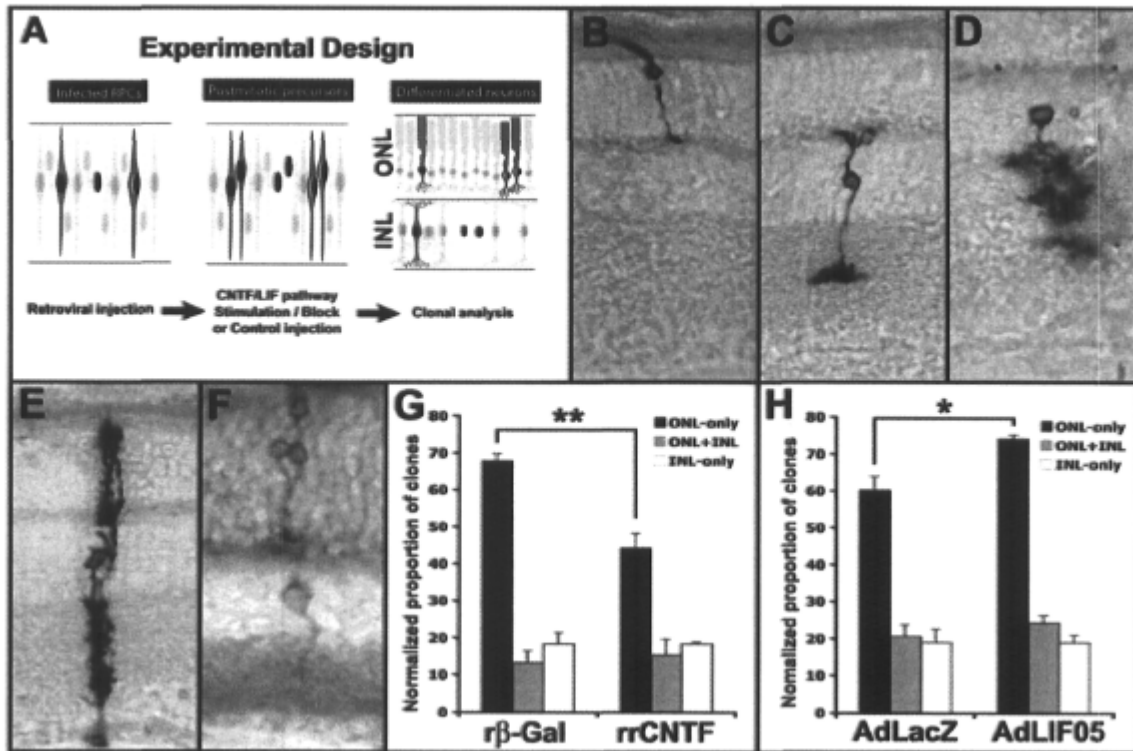 A
Experimental Design
Infected RPCs
Postmitotic precursors
Differentiated neurons
ONL
INL
Retroviral injection
CNTF/LIF pathway
Stimulation / Block
or Control injection
Clonal analysis
B
C
D
E
F
G
Normalized proportion of clones
80
70
60
50
40
30
20
10
0
**
ONL-only
ONL+INL
INL-only
rβ-Gal
rrCNTF
H
Normalized proportion of clones
80
70
60
50
40
30
20
10
0
*
ONL-only
ONL+INL
INL-only
AdLacZ
AdLIF05